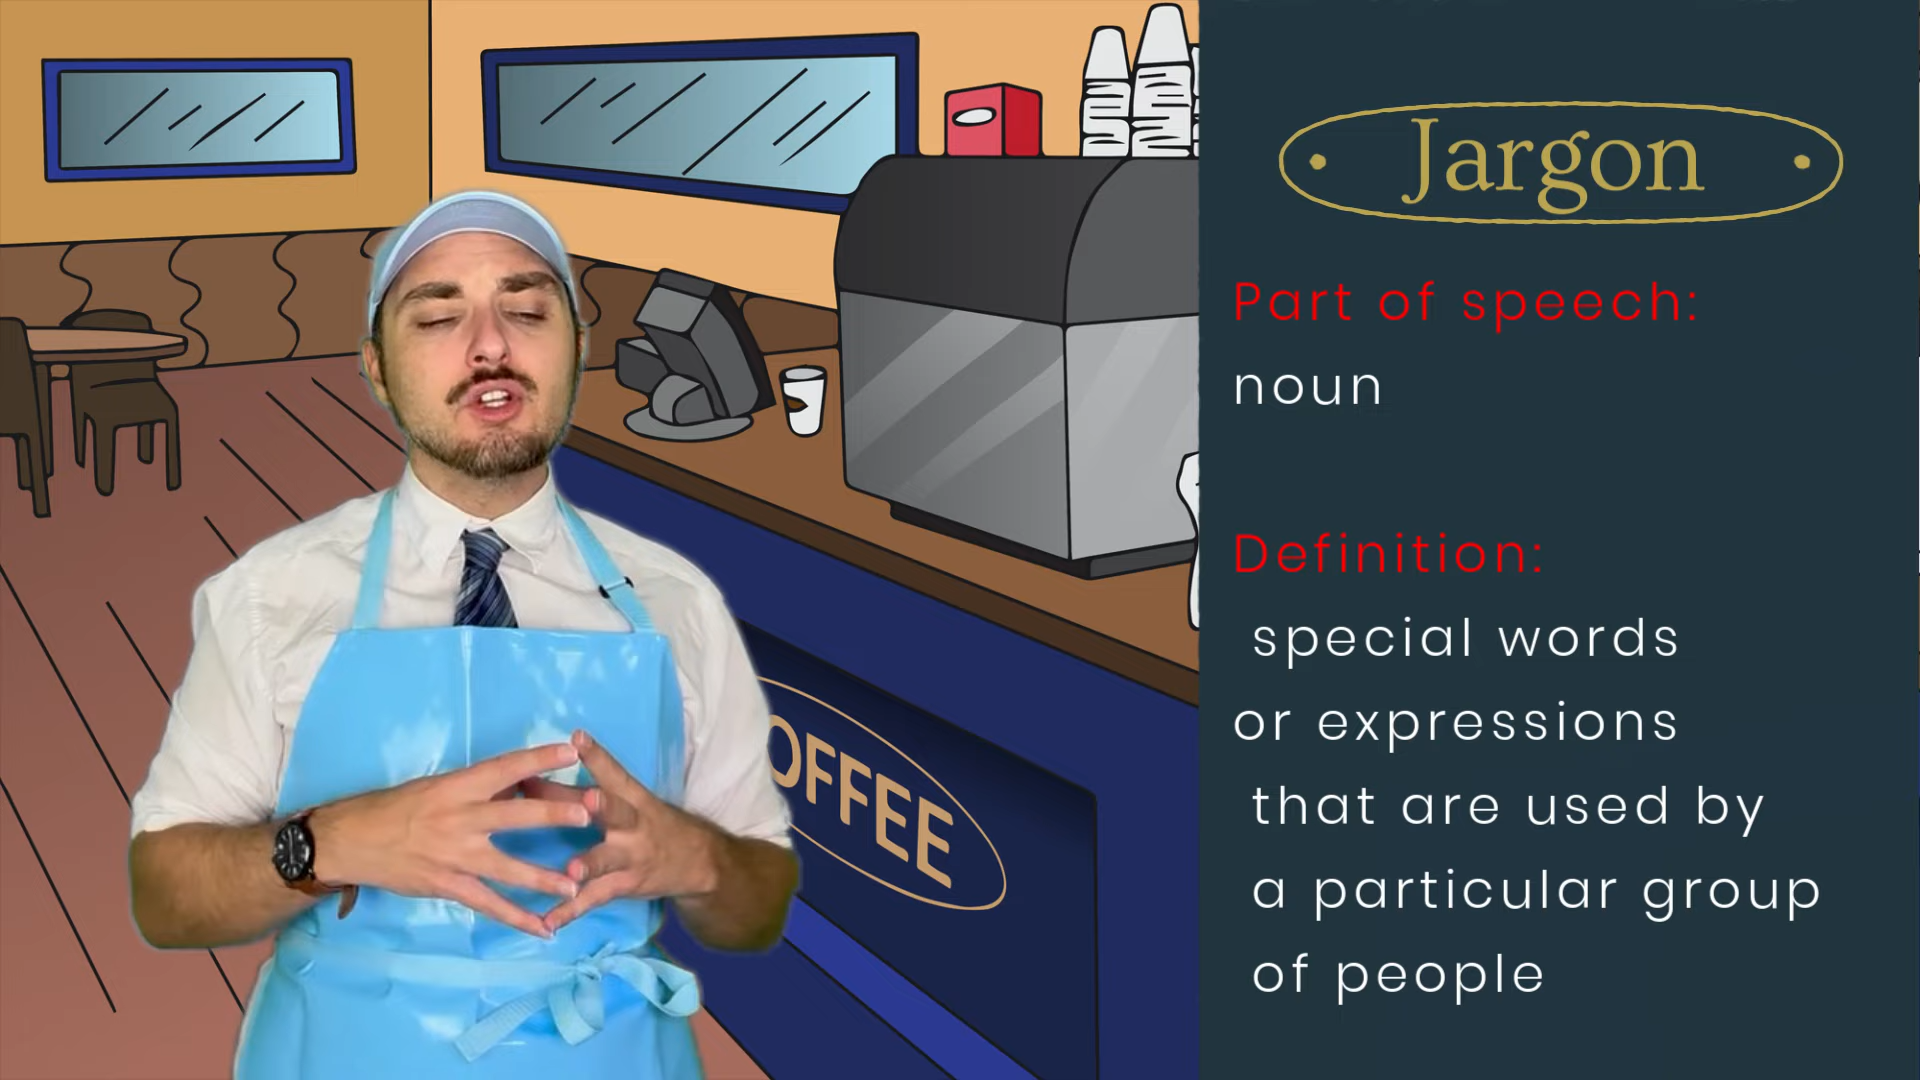 Jargon
Part of speech:
noun
Definition:
special words
or expressions
that are used by
a particular group
of people
OFFEE